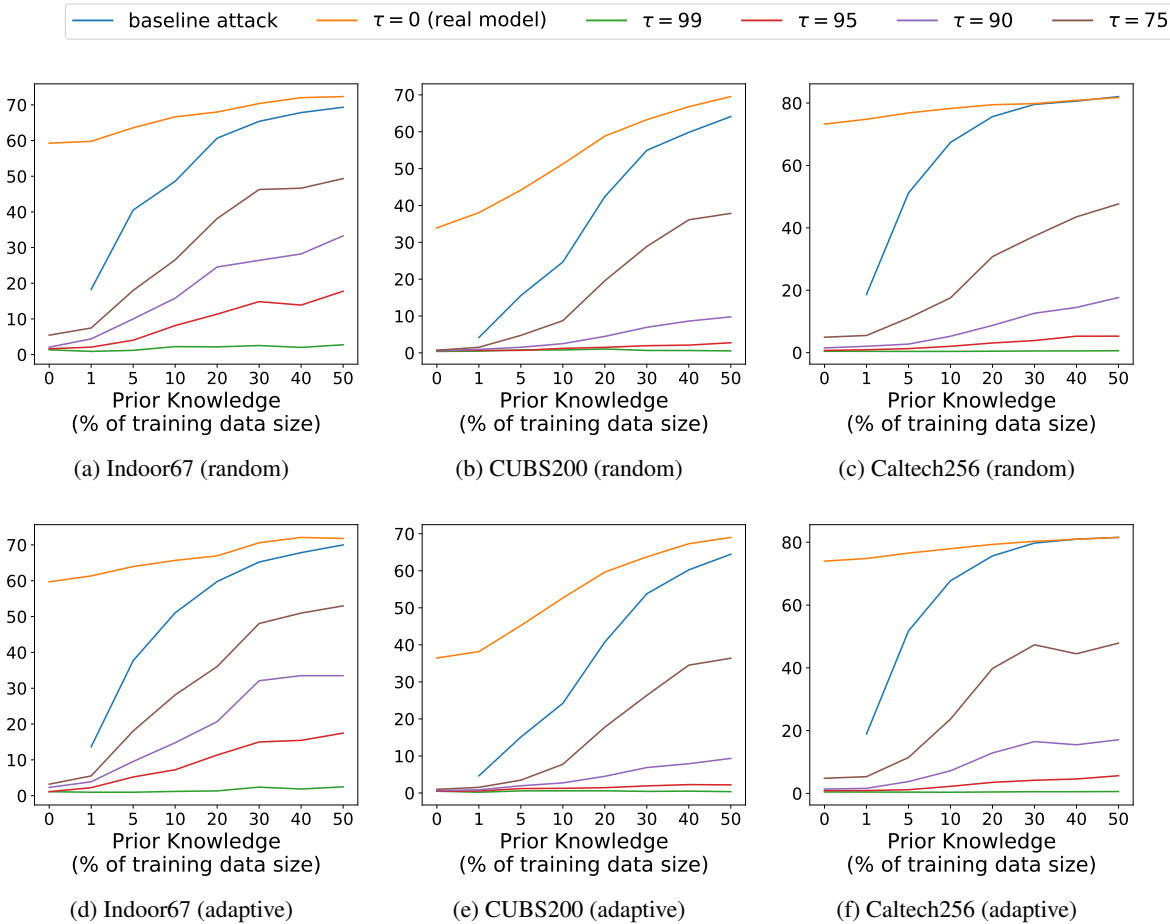 baseline attack τ = 0 (real model) τ = 99 τ = 95 τ = 90 τ = 75
70
60
50
40
30
20
10
0
0 1 5 10 20 30 40 50
Prior Knowledge
(% of training data size)
(a) Indoor67 (random)
70
60
50
40
30
20
10
0
0 1 5 10 20 30 40 50
Prior Knowledge
(% of training data size)
(b) CUBS200 (random)
80
60
40
20
0
0 1 5 10 20 30 40 50
Prior Knowledge
(% of training data size)
(c) Caltech256 (random)
70
60
50
40
30
20
10
0
0 1 5 10 20 30 40 50
Prior Knowledge
(% of training data size)
(d) Indoor67 (adaptive)
70
60
50
40
30
20
10
0
0 1 5 10 20 30 40 50
Prior Knowledge
(% of training data size)
(e) CUBS200 (adaptive)
80
60
40
20
0
0 1 5 10 20 30 40 50
Prior Knowledge
(% of training data size)
(f) Caltech256 (adaptive)